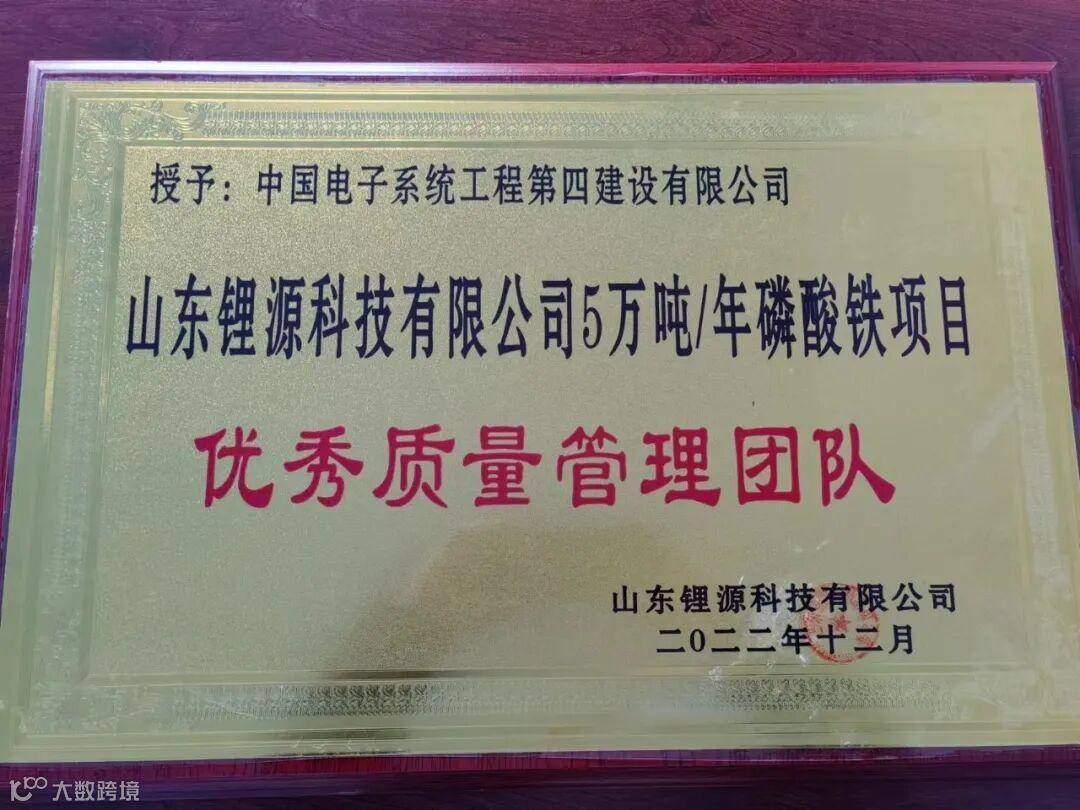 授予：中国电子系统工程第四建设有限公司
山东锂源科技有限公司5万吨/年磷酸铁项目
优秀质量管理团队
山东锂源科技有限公司
二〇二二年十二月
大数跨境